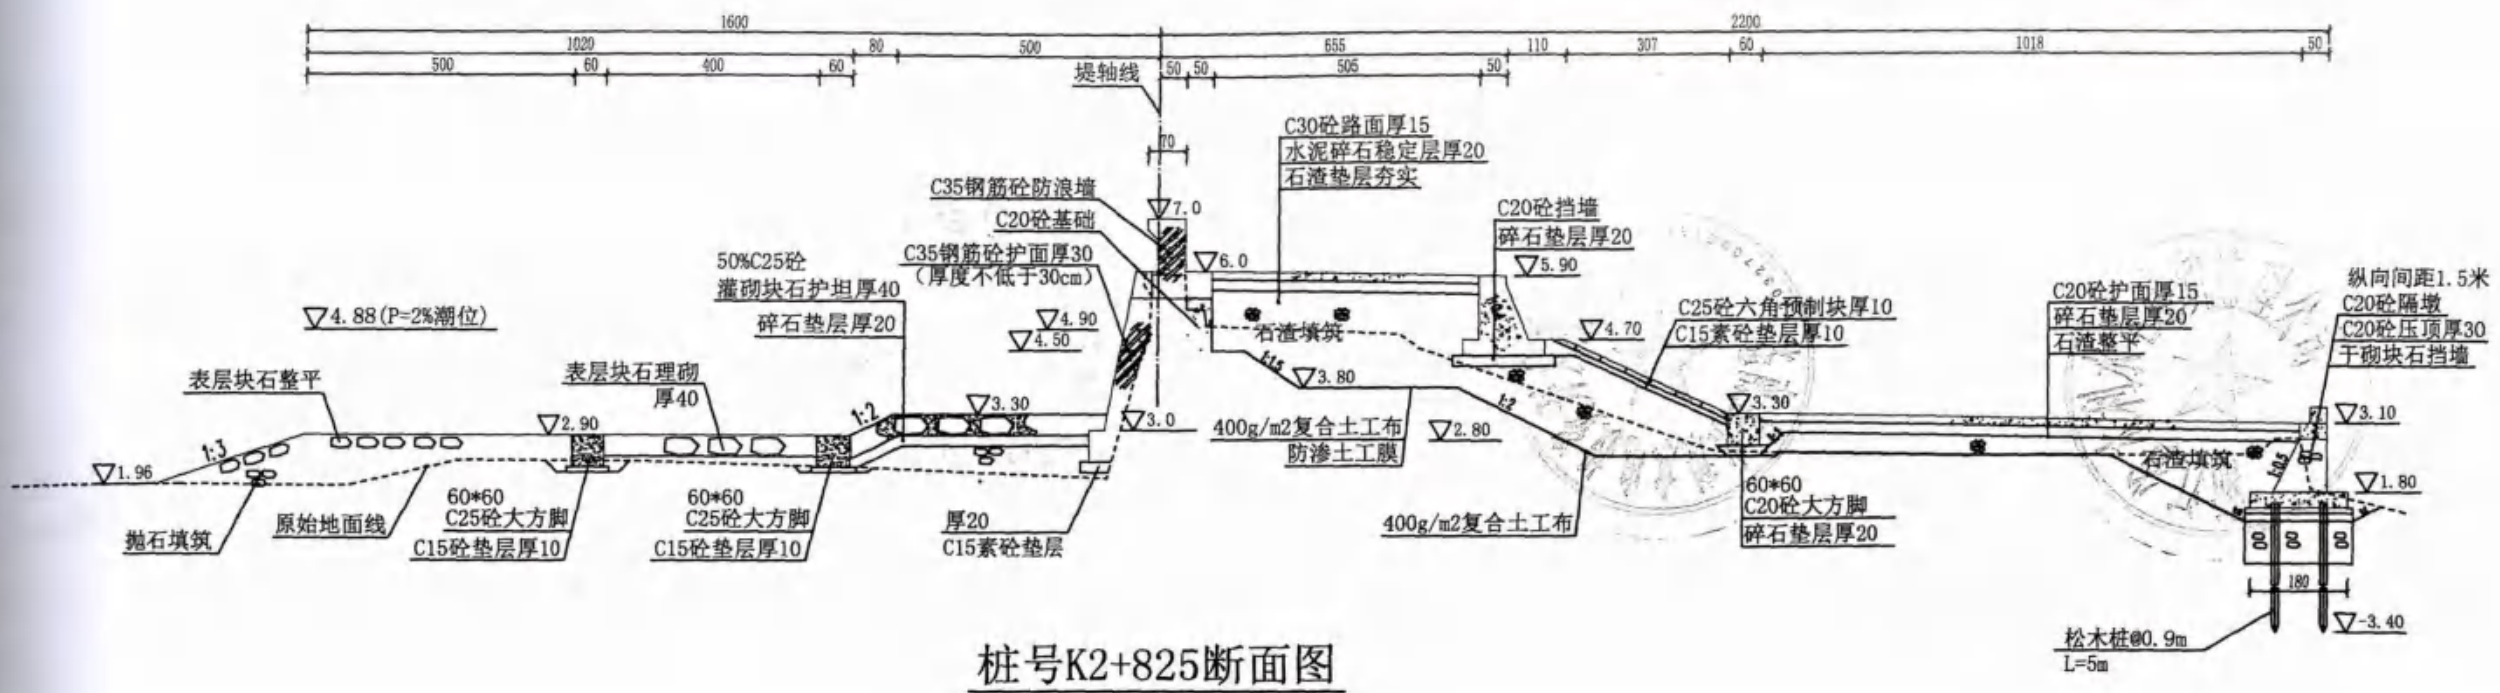 1600
2200
1020
80
500
655
110
307
60
1018
50
500
60
400
60
50
50
505
50
堤轴线
70
C30砼路面厚15
水泥碎石稳定层厚20
石渣垫层夯实
C35钢筋砼防浪墙
C20砼基础
C35钢筋砼护面厚30
(厚度不低于30cm)
7.0
6.0
C20砼挡墙
碎石垫层厚20
5.90
50%C25砼
灌砌块石护坦厚40
碎石垫层厚20
4.88(P=2%潮位)
4.90
4.50
石渣填筑
4.70
C25砼六角预制块厚10
C15素砼垫层厚10
C20砼护面厚15
碎石垫层厚20
石渣整平
纵向间距1.5米
C20砼隔墩
C20砼压顶厚30
干砌块石挡墙
表层块石整平
表层块石理砌
厚40
1:1.5
3.80
1:2
3.30
3.0
1:2
3.30
3.10
2.90
1:3
1.96
400g/m2复合土工布
防渗土工膜
2.80
石渣填筑
1:0.5
1.80
抛石填筑
原始地面线
60*60
C25砼大方脚
C15砼垫层厚10
60*60
C25砼大方脚
C15砼垫层厚10
厚20
C15素砼垫层
400g/m2复合土工布
60*60
C20砼大方脚
碎石垫层厚20
180
-3.40
松木桩@0.9m
L=5m
桩号K2+825断面图